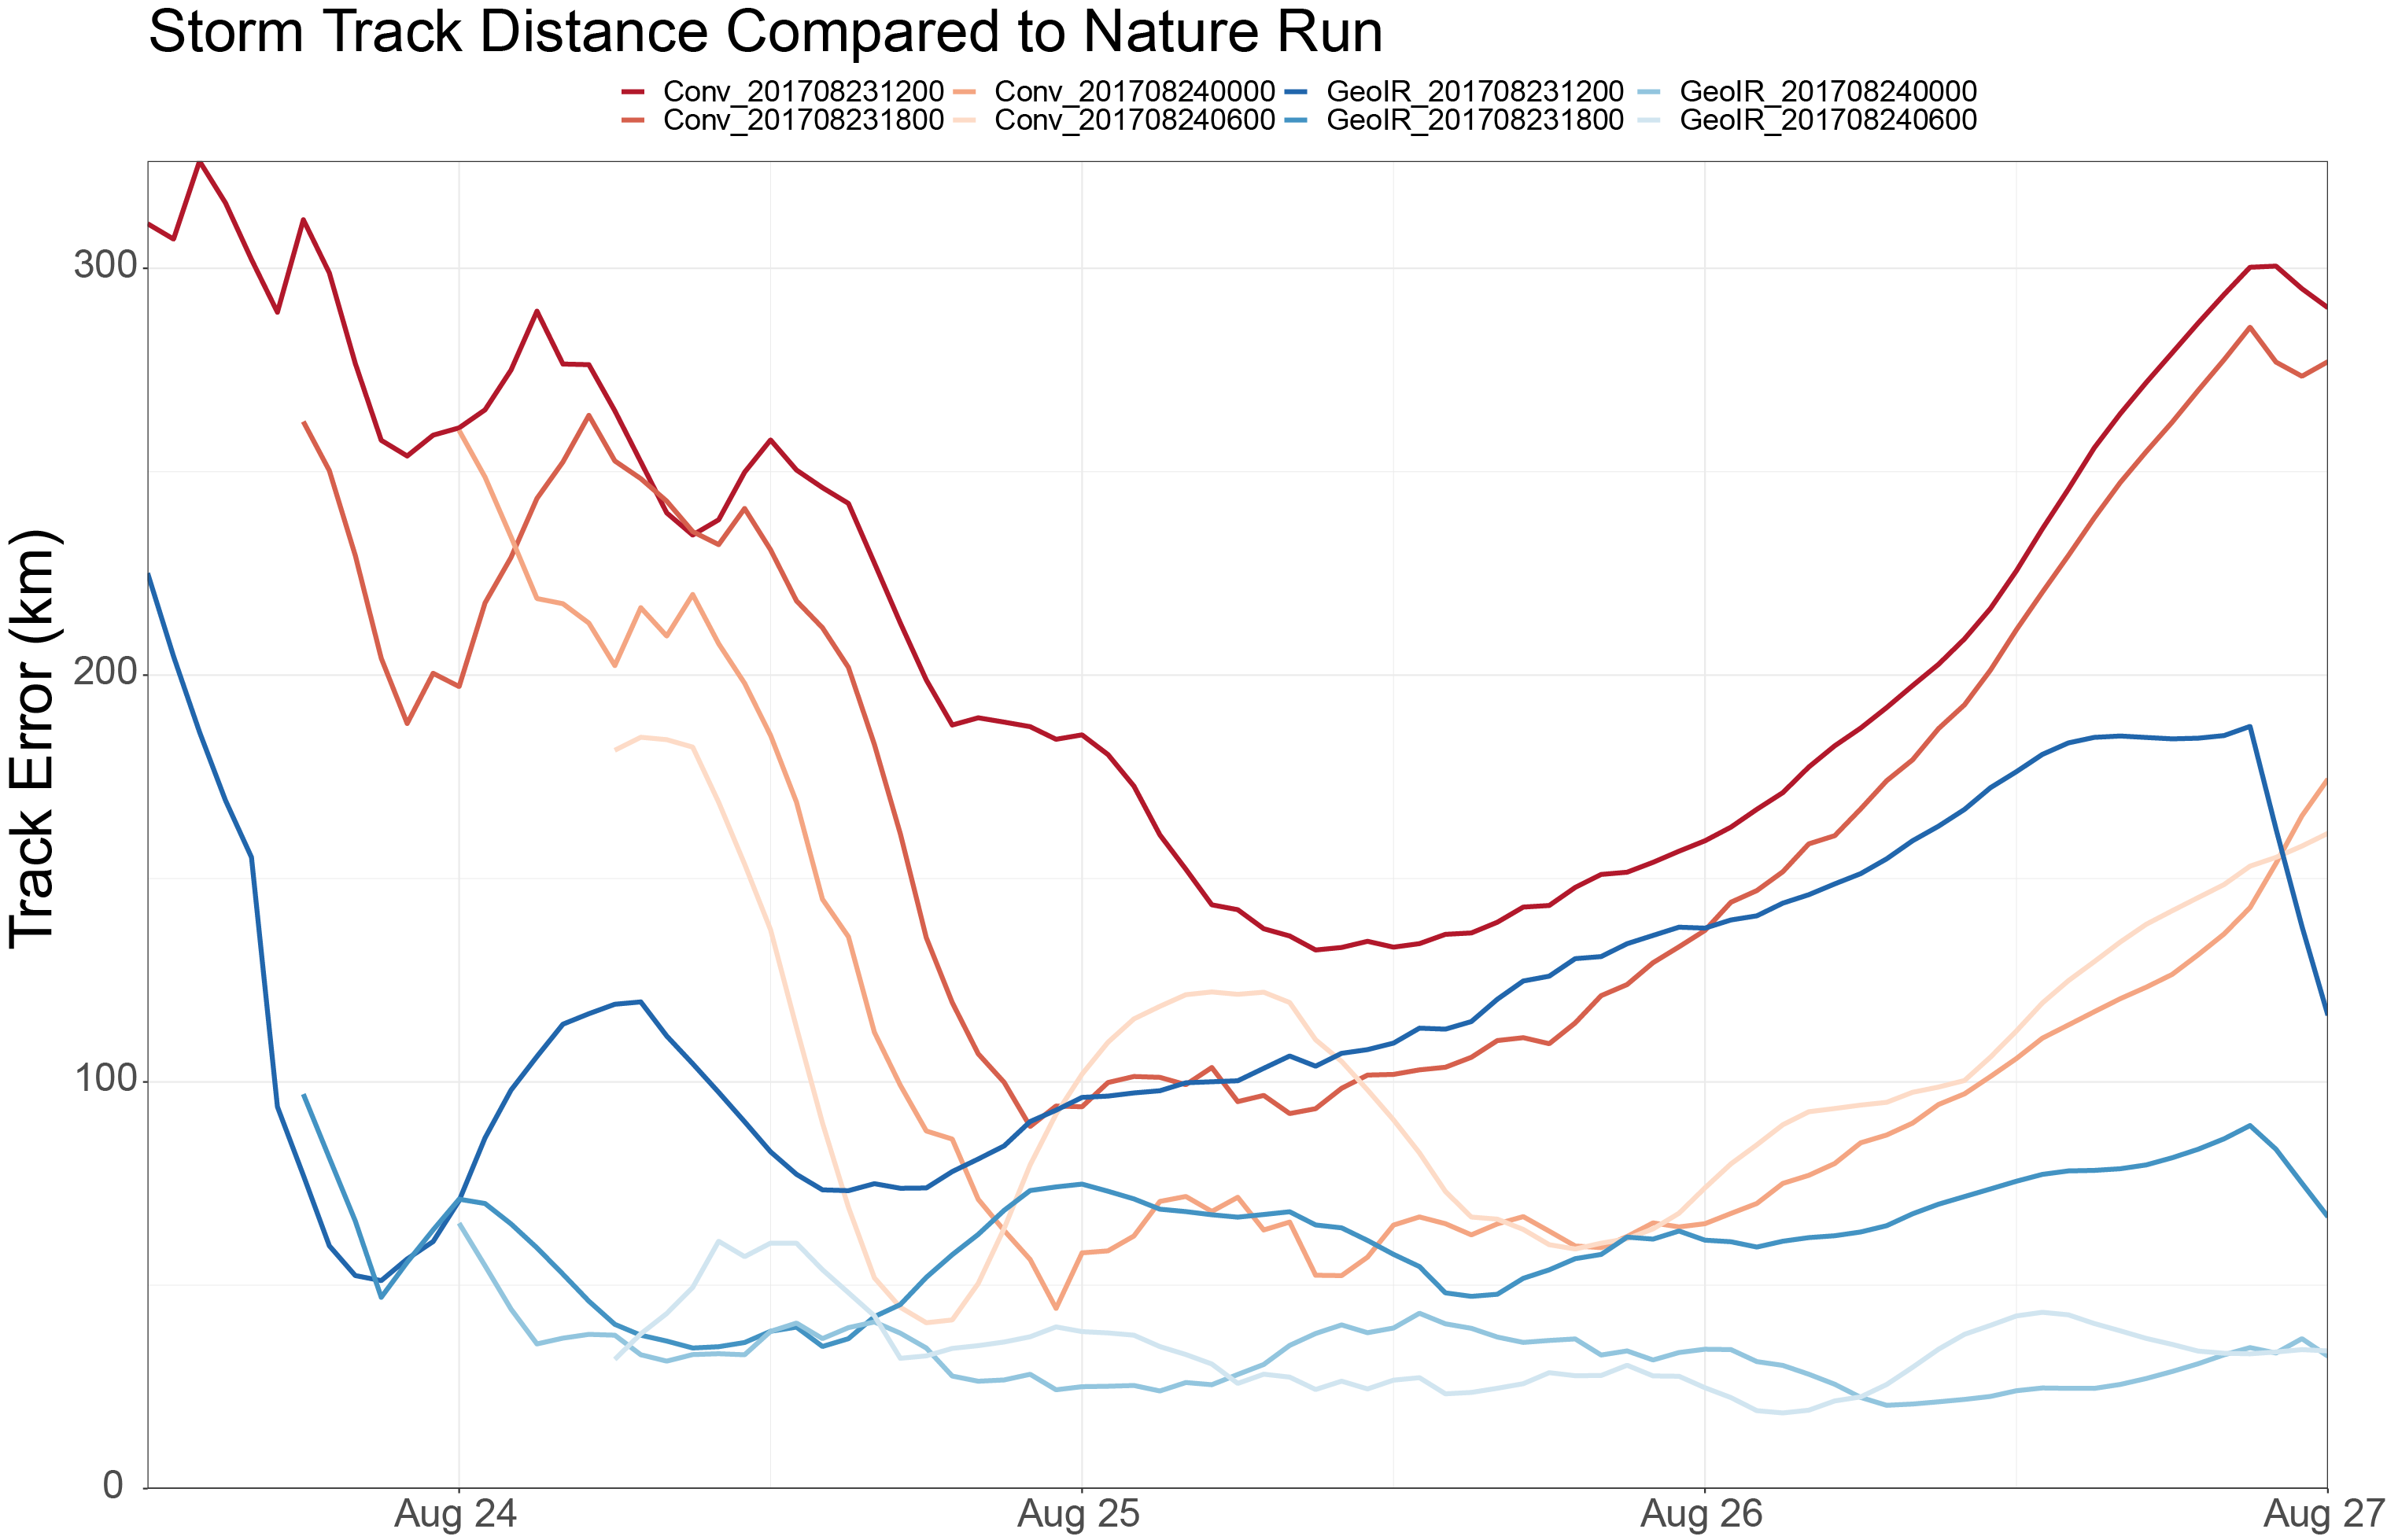 Storm Track Distance Compared to Nature Run
Conv_201708231200 Conv_201708240000 GeoIR_201708231200 GeoIR_201708240000
Conv_201708231800 Conv_201708240600 GeoIR_201708231800 GeoIR_201708240600
Track Error (km)
300
200
100
0
Aug 24 Aug 25 Aug 26 Aug 27